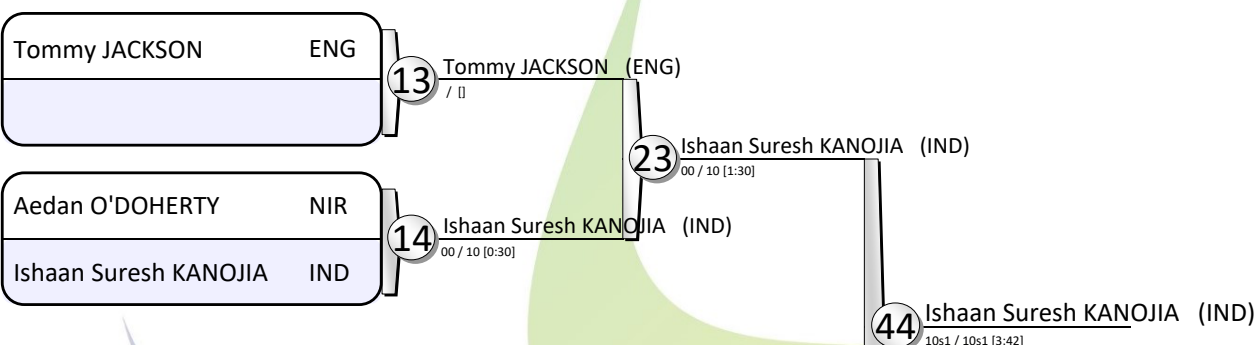 Tommy JACKSON ENG
13
Tommy JACKSON (ENG)
/ []
23
Ishaan Suresh KANOJIA (IND)
00 / 10 [1:30]
Aedan O'DOHERTY NIR
Ishaan Suresh KANOJIA IND
14
Ishaan Suresh KANOJIA (IND)
00 / 10 [0:30]
44
Ishaan Suresh KANOJIA (IND)
10s1 / 10s1 [3:42]